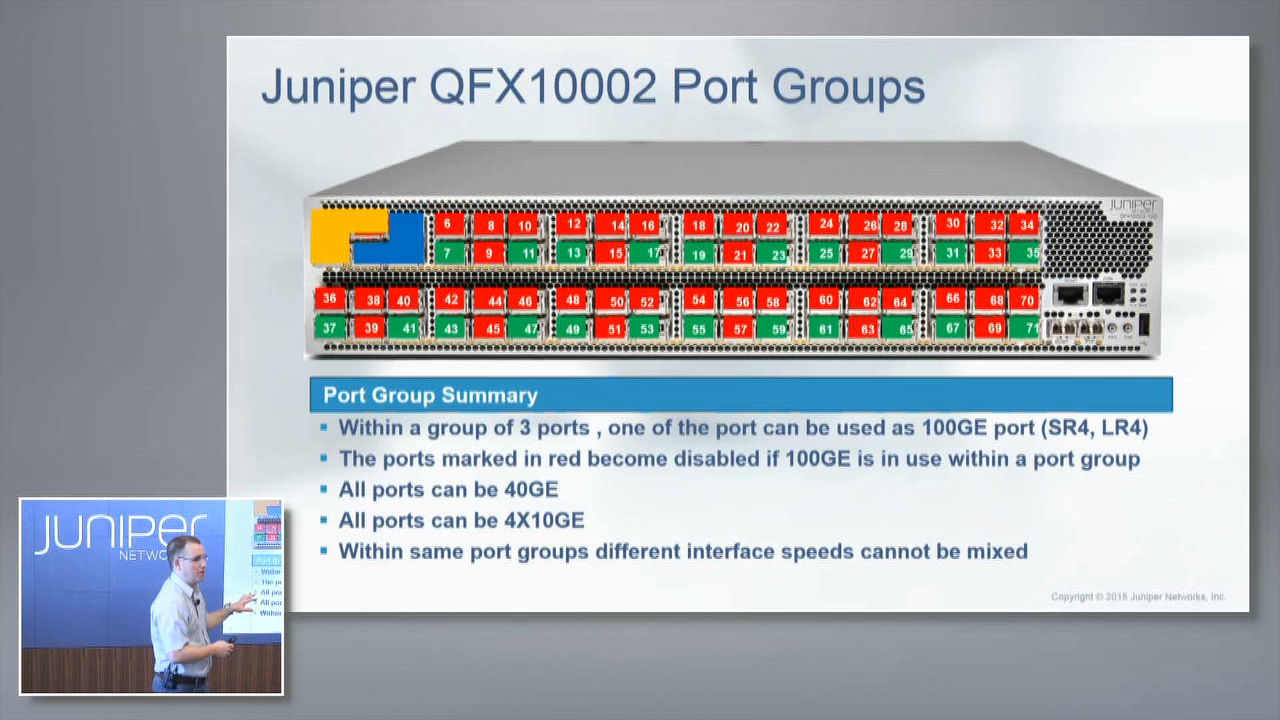 Juniper QFX10002 Port Groups
JUNIPER
6 8 10 12 14 16 18 20 22 24 26 28 30 32 34
7 9 11 13 15 17 19 21 23 25 27 29 31 33 35
36 38 40 42 44 46 48 50 52 54 56 58 60 62 64 66 68 70
37 39 41 43 45 47 49 51 53 55 57 59 61 63 65 67 69 71
Port Group Summary
Within a group of 3 ports , one of the port can be used as 100GE port (SR4, LR4)
The ports marked in red become disabled if 100GE is in use within a port group
All ports can be 40GE
All ports can be 4X10GE
Within same port groups different interface speeds cannot be mixed
Juniper Networks, Inc.
JUNIPER